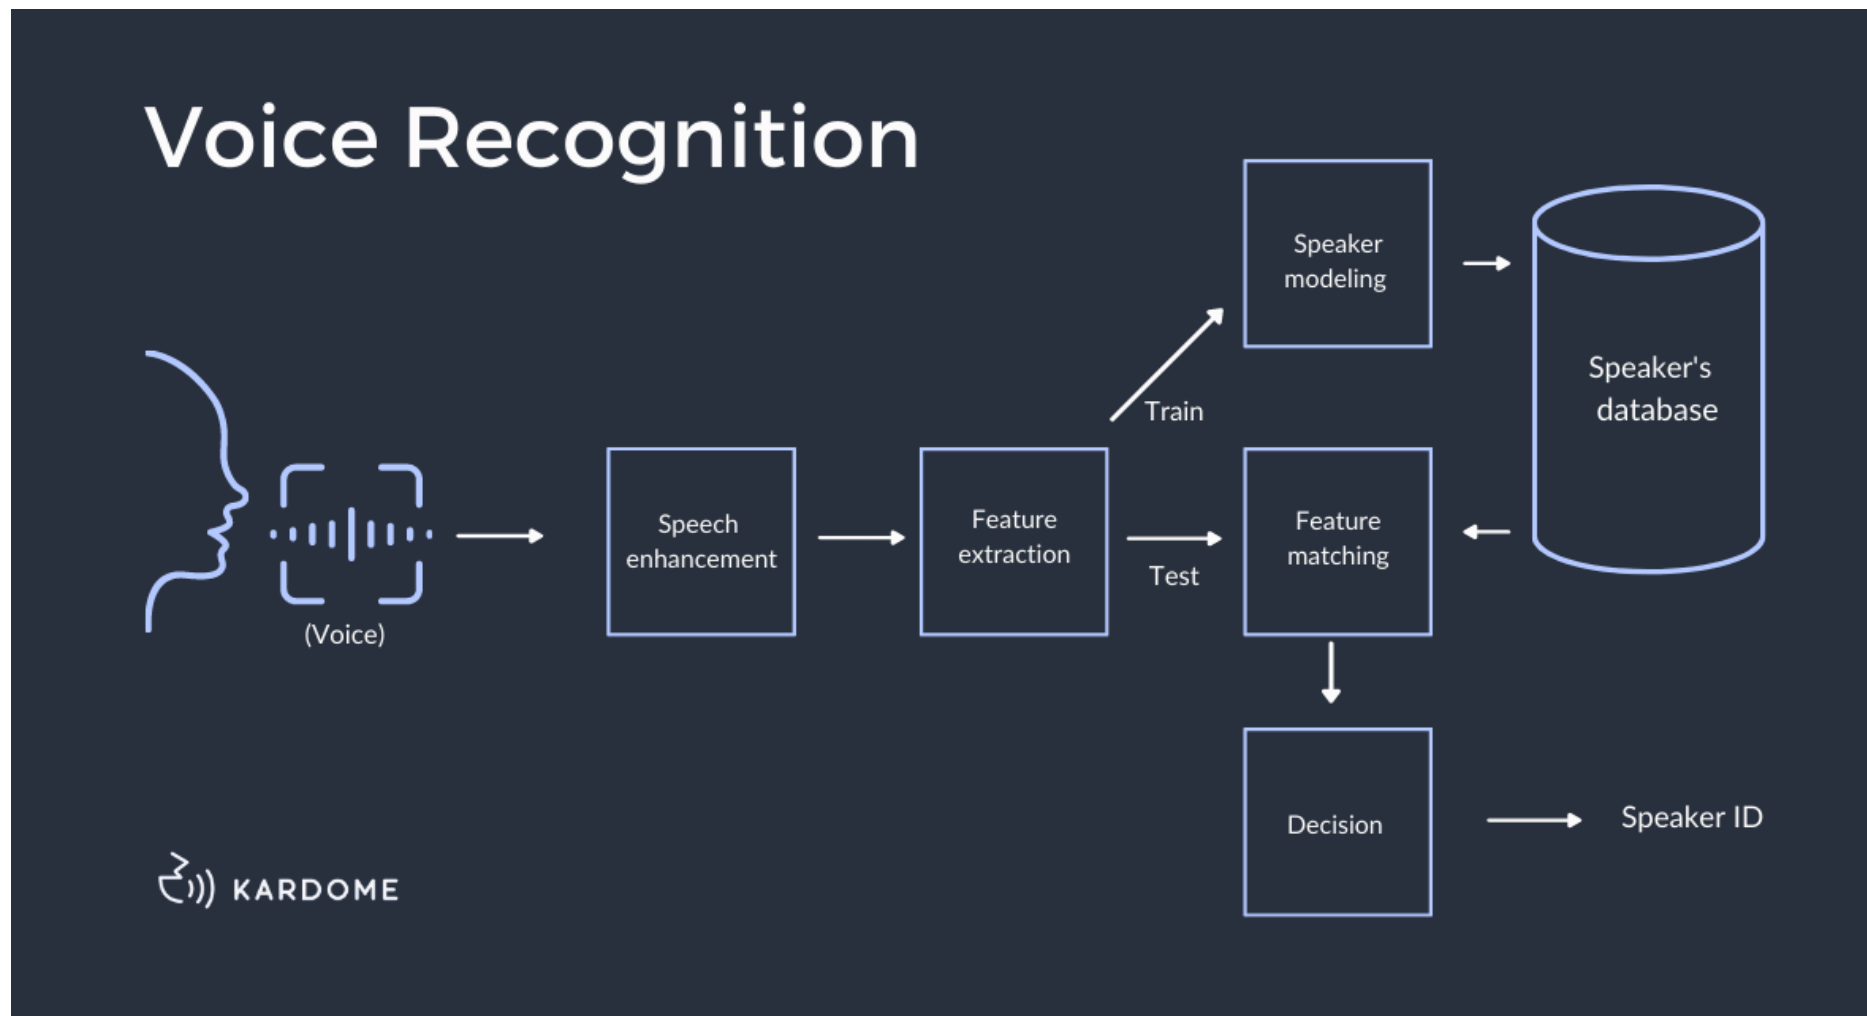 Voice Recognition
Speaker
modeling
Speaker's
database
Train
(Voice)
Speech
enhancement
Feature
extraction
Test
Feature
matching
Decision
Speaker ID
KARDOME